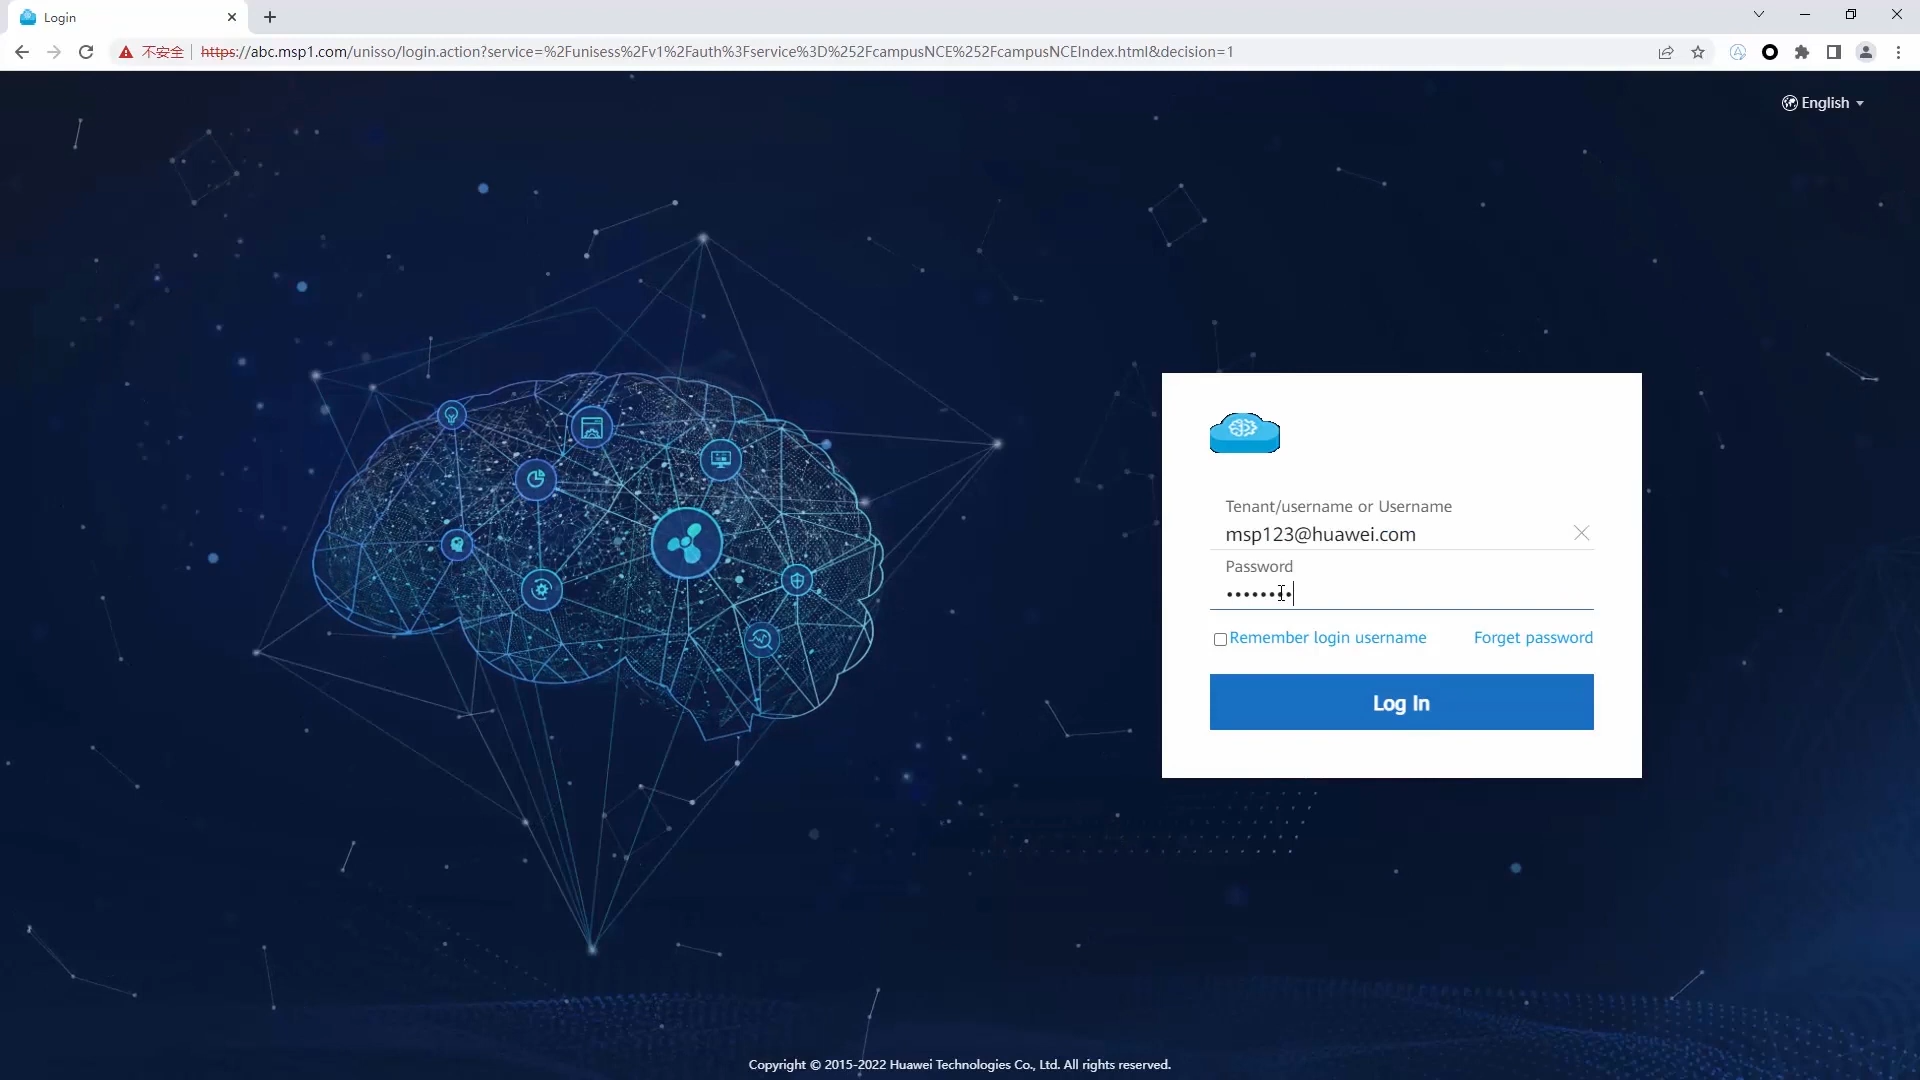 Login
不安全 https://abc.msp1.com/unisso/login.action?service=%2Funisess%2Fv1%2Fauth%3Fservice%3D%252FcampusNCE%252FcampusNCEIndex.html&decision=1
English
Tenant/username or Username
msp123@huawei.com
Password
••••••••
Remember login username Forget password
Log In
Copyright © 2015-2022 Huawei Technologies Co., Ltd. All rights reserved.